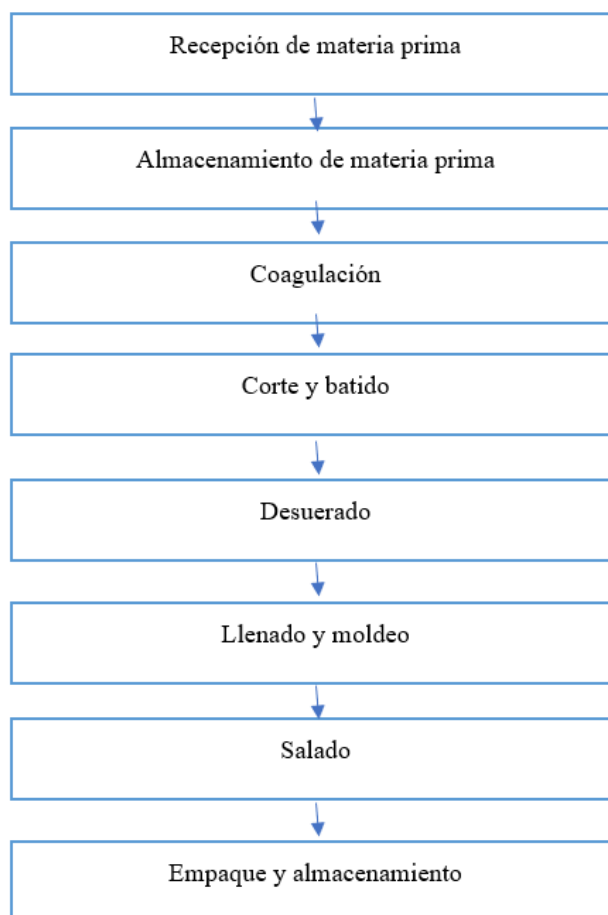 Recepción de materia prima
Almacenamiento de materia prima
Coagulación
Corte y batido
Desuerado
Llenado y moldeo
Salado
Empaque y almacenamiento